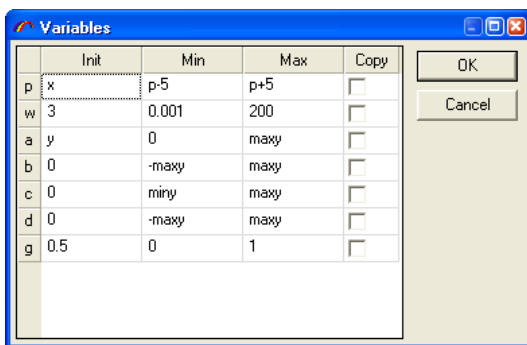 Variables
Init Min Max Copy
p x p-5 p+5
w 3 0.001 200
a y 0 maxy
b 0 -maxy maxy
c 0 miny maxy
d 0 -maxy maxy
g 0.5 0 1
OK
Cancel